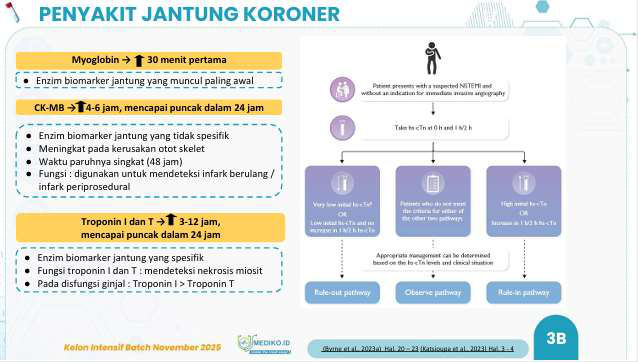 PENYAKIT JANTUNG KORONER
Myoglobin → 30 menit pertama
● Enzim biomarker jantung yang muncul paling awal
CK-MB → 4-6 jam, mencapai puncak dalam 24 jam
● Enzim biomarker jantung yang tidak spesifik
● Meningkat pada kerusakan otot skelet
● Waktu paruhnya singkat (48 jam)
● Fungsi : digunakan untuk mendeteksi infark berulang /
infark periprosedural
Troponin I dan T → 3-12 jam,
mencapai puncak dalam 24 jam
● Enzim biomarker jantung yang spesifik
● Fungsi troponin I dan T : mendeteksi nekrosis miosit
● Pada disfungsi ginjal : Troponin I > Troponin T
Patient presents with a suspected NSTEMI and
without an indication for immediate invasive angiography
Take hs-cTn at 0 h and 1 h/2 h
Very low initial hs-cTn?
OR
Low initial hs-cTn and no
increase in 1 h/2 h hs-cTn
Patients who do not meet
the criteria for either of
the other two pathways
High initial hs-cTn
OR
Increase in 1 h/2 h hs-cTn
Appropriate management can be determined
based on the hs-cTn levels and clinical situation
Rule-out pathway
Observe pathway
Rule-in pathway
Kelon Intensif Batch November 2025
MEDIKO.ID
(Byrne et al., 2023a) Hal. 20 – 23 (Katsioupa et al., 2023) Hal. 3 - 4
3B